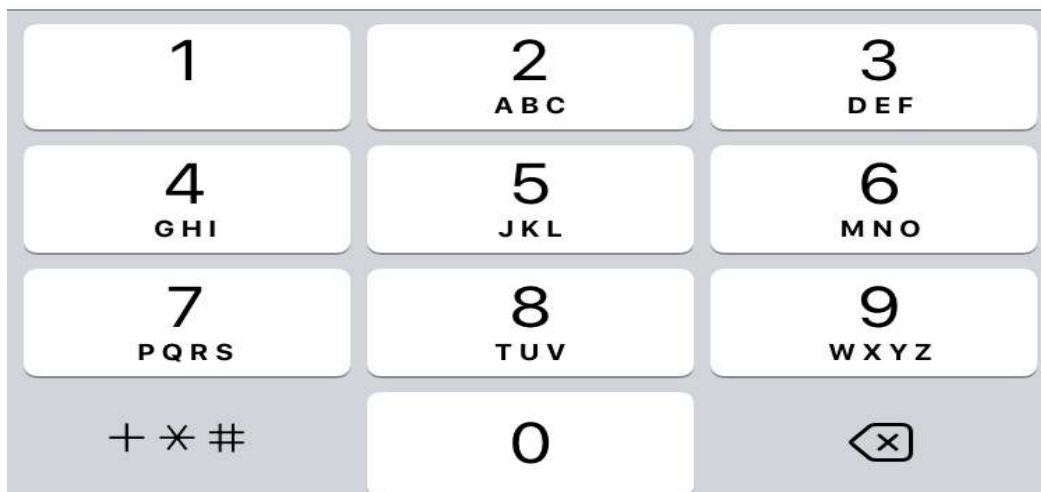 1 2 3
ABC DEF
4 5 6
GHI JKL MNO
7 8 9
PQRS TUV WXYZ
+*# 0